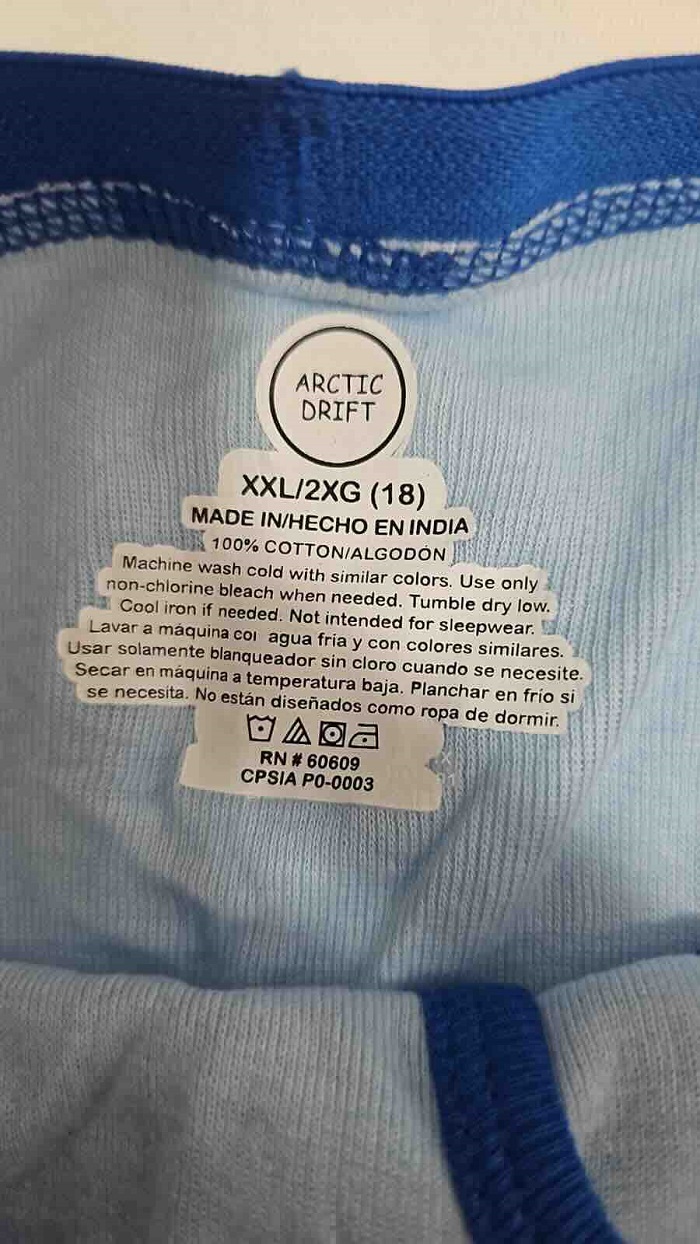 ARCTIC
DRIFT
XXL/2XG (18)
MADE IN/HECHO EN INDIA
100% COTTON/ALGODÓN
Machine wash cold with similar colors. Use only
non-chlorine bleach when needed. Tumble dry low.
Cool iron if needed. Not intended for sleepwear.
Lavar a máquina co agua fría y con colores similares.
Usar solamente blanqueador sin cloro cuando se necesite.
Secar en máquina a temperatura baja. Planchar en frío si
se necesita. No están diseñados como ropa de dormir.
RN # 60609
CPSIA P0-0003